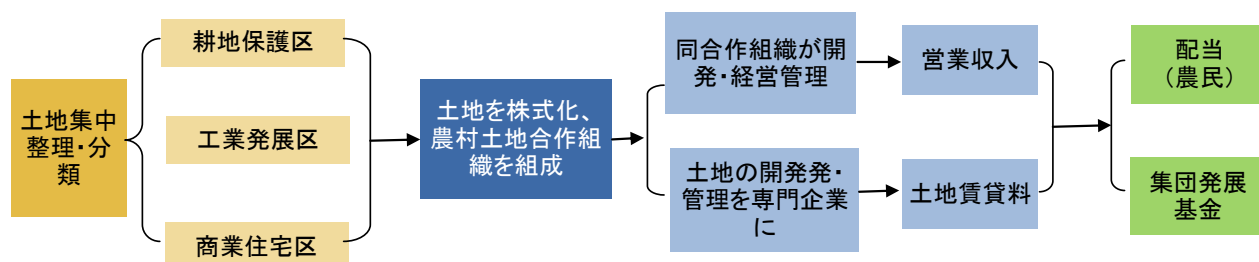 土地集中
整理・分
類
耕地保護区
工業発展区
商業住宅区
土地を株式化、
農村土地合作組
織を組成
同合作組織が開
発・経営管理
土地の開発発・
管理を専門企業
に
営業収入
土地賃貸料
配当
（農民）
集団発展
基金